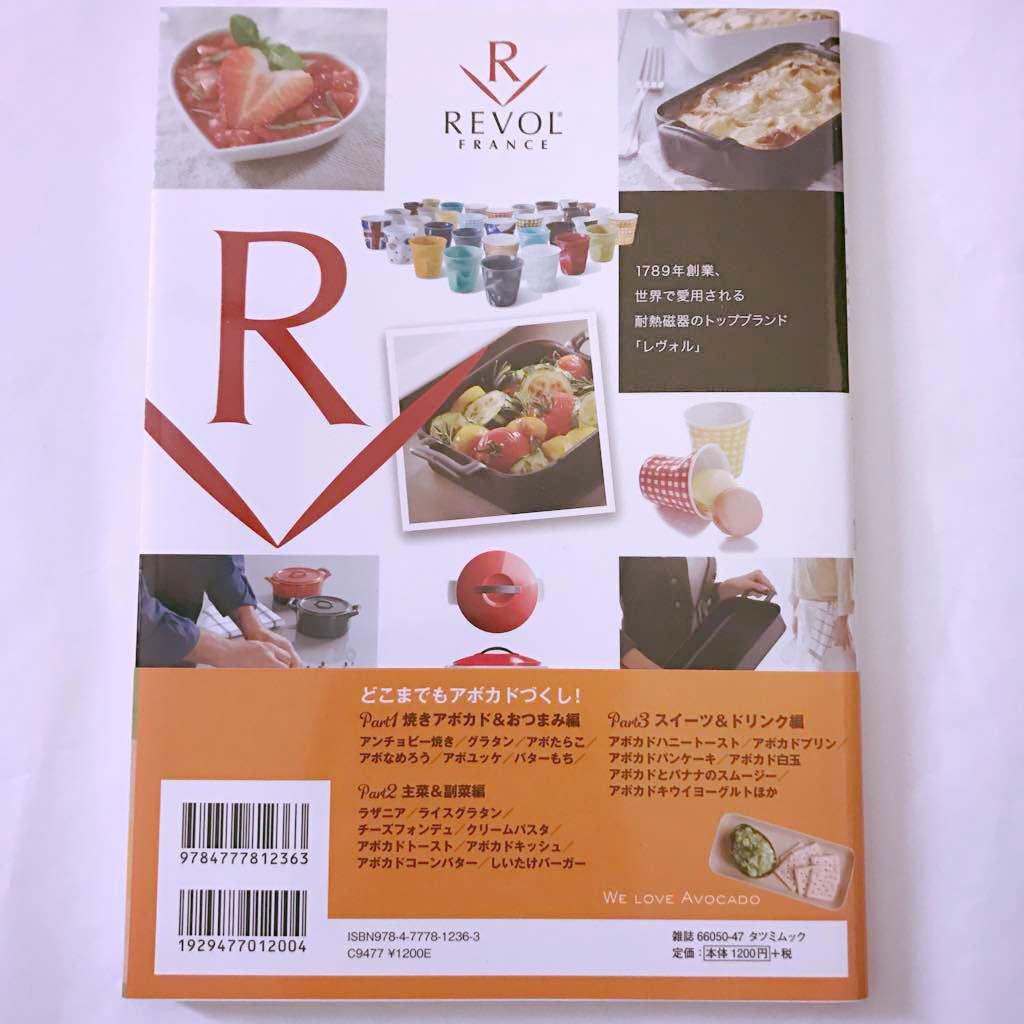 R
REVOL®
FRANCE
1789年創業、
世界で愛用される
耐熱磁器のトップブランド
「レヴォル」
R
どこまでもアボカドづくし!
Part1 焼きアボカド&おつまみ編
アンチョビー焼き/グラタン/アボたらこ/
アボなめろう/アボユッケ/バターもち/
Part2 主菜&副菜編
ラザニア/ライスグラタン/
チーズフォンデュ/クリームパスタ/
アボカドトースト/アボカドキッシュ/
アボカドコーンバター/しいたけバーガー
Part3 スイーツ&ドリンク編
アボカドハニートースト/アボカドプリン/
アボカドパンケーキ/アボカド白玉
アボカドとバナナのスムージー/
アボカドキウイヨーグルトほか
WE LOVE AVOCADO
9784777812363
1929477012004
ISBN978-4-7778-1236-3
C9477 ¥1200E
雑誌 66050-47 タツミムック
定価:本体1200円+税